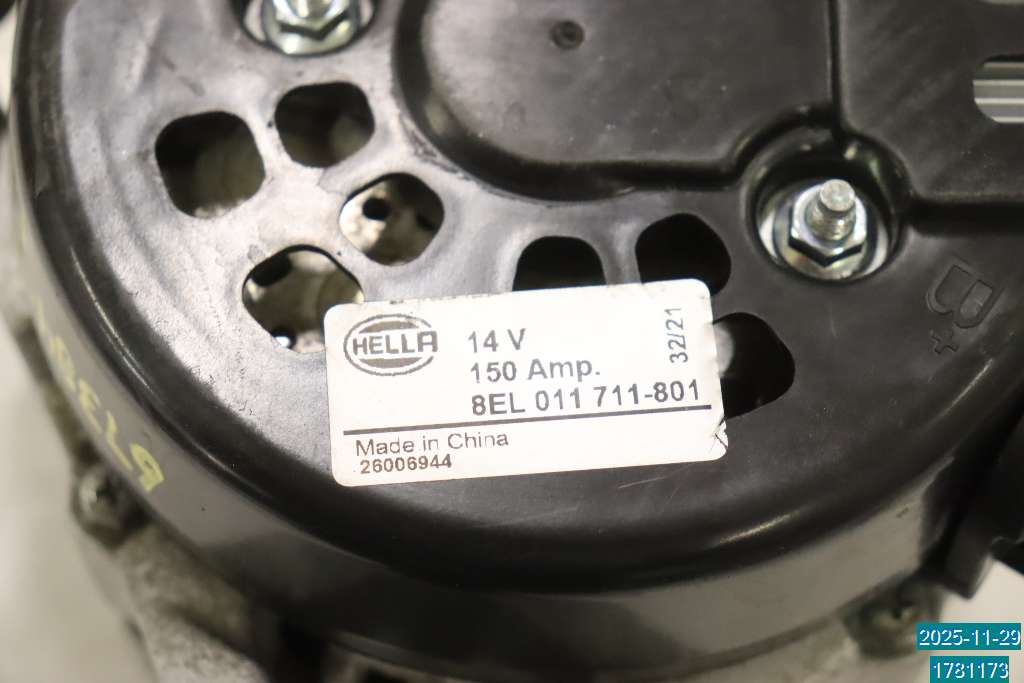 HELLA
14 V
32/21
150 Amp.
8EL 011 711-801
Made in China
26006944
B+
2025-11-29
1781173